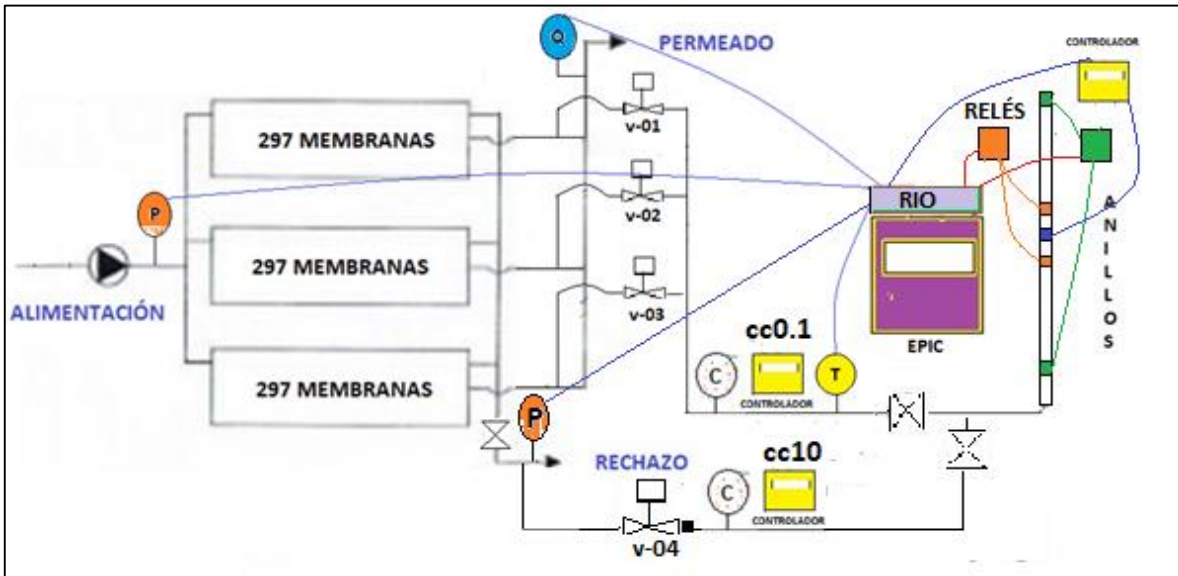 Q
PERMEADO
CONTROLADOR
297 MEMBRANAS
v-01
RELÉS
297 MEMBRANAS
v-02
P
RIO
ANILLOS
ALIMENTACIÓN
297 MEMBRANAS
v-03
EPIC
cc0.1
C
T
CONTROLADOR
P
RECHAZO
cc10
C
CONTROLADOR
v-04